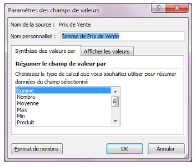 Paramètres des champs de valeurs
Nom de la source : Prix de Vente
Nom personnalisé : Somme de Prix de Vente
Synthèse des valeurs par Afficher les valeurs
Résumer le champ de valeur par
Choisissez le type de calcul que vous souhaitez utiliser pour résumer
données du champ sélectionné
Somme
Nombre
Moyenne
Max
Min
Produit
Format de nombre OK Annuler